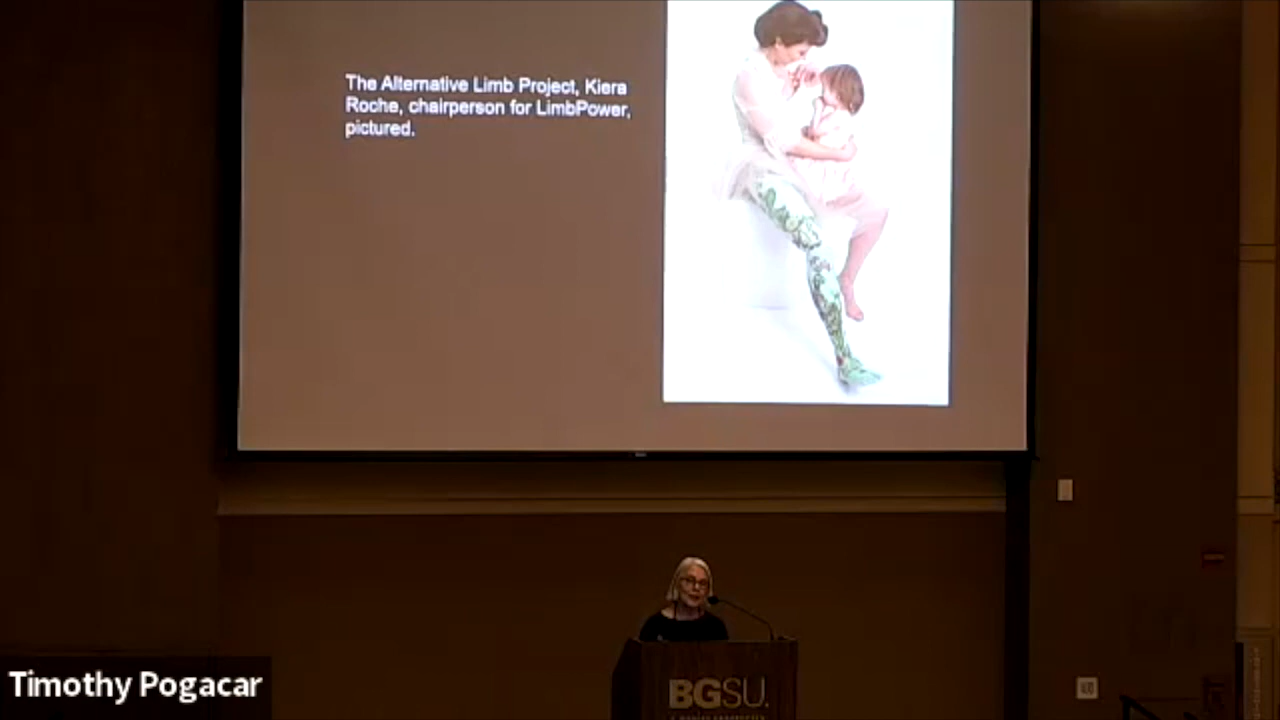 The Alternative Limb Project, Kiera
Roche, chairperson for LimbPower,
pictured.
BGSU.
Timothy Pogacar